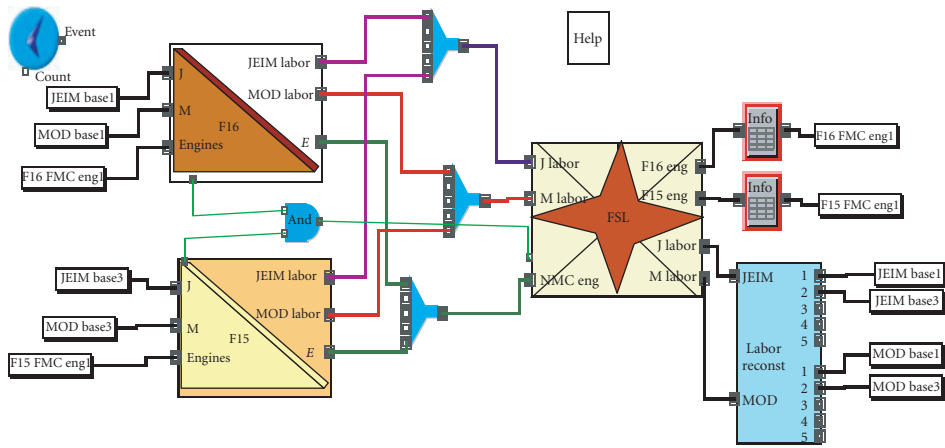 Event
Count
Help
JEIM base1
MOD base1
F16 FMC eng1
J
M
Engines
F16
JEIM labor
MOD labor
E
And
JEIM base3
MOD base3
F15 FMC eng1
J
M
Engines
F15
JEIM labor
MOD labor
E
J labor
M labor
NMC eng
FSL
F16 eng
F15 eng
J labor
M labor
Info
F16 FMC eng1
Info
F15 FMC eng1
JEIM
MOD
Labor
reconst
1
2
3
4
5
1
2
3
4
5
JEIM base1
JEIM base3
MOD base1
MOD base3